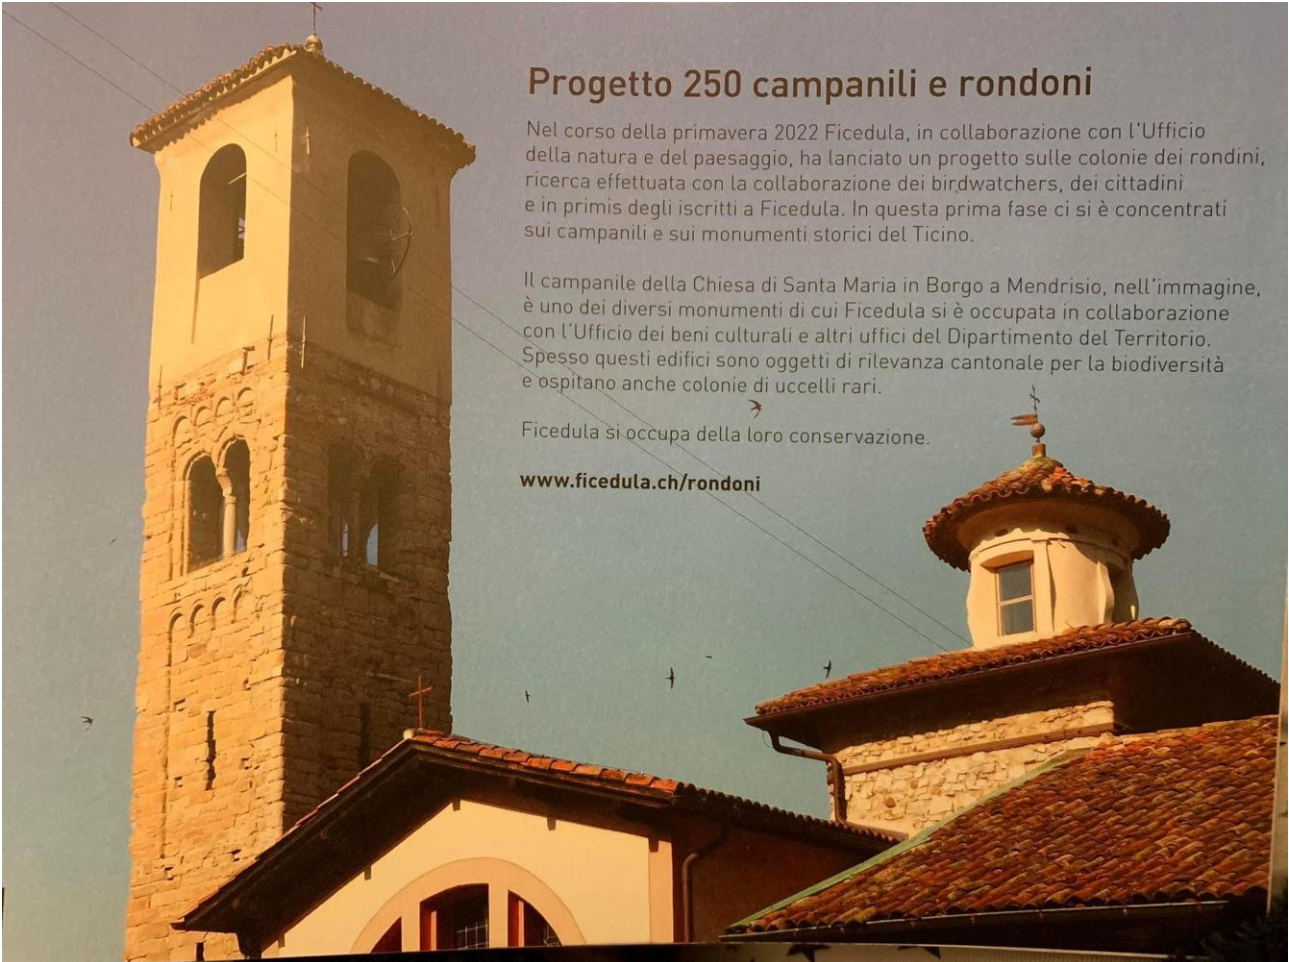 Progetto 250 campanili e rondoni
Nel corso della primavera 2022 Ficedula, in collaborazione con l'Ufficio
della natura e del paesaggio, ha lanciato un progetto sulle colonie dei rondini,
ricerca effettuata con la collaborazione dei birdwatchers, dei cittadini
e in primis degli iscritti a Ficedula. In questa prima fase ci si è concentrati
sui campanili e sui monumenti storici del Ticino.
Il campanile della Chiesa di Santa Maria in Borgo a Mendrisio, nell'immagine,
è uno dei diversi monumenti di cui Ficedula si è occupata in collaborazione
con l'Ufficio dei beni culturali e altri uffici del Dipartimento del Territorio.
Spesso questi edifici sono oggetti di rilevanza cantonale per la biodiversità
e ospitano anche colonie di uccelli rari.
Ficedula si occupa della loro conservazione.
www.ficedula.ch/rondoni